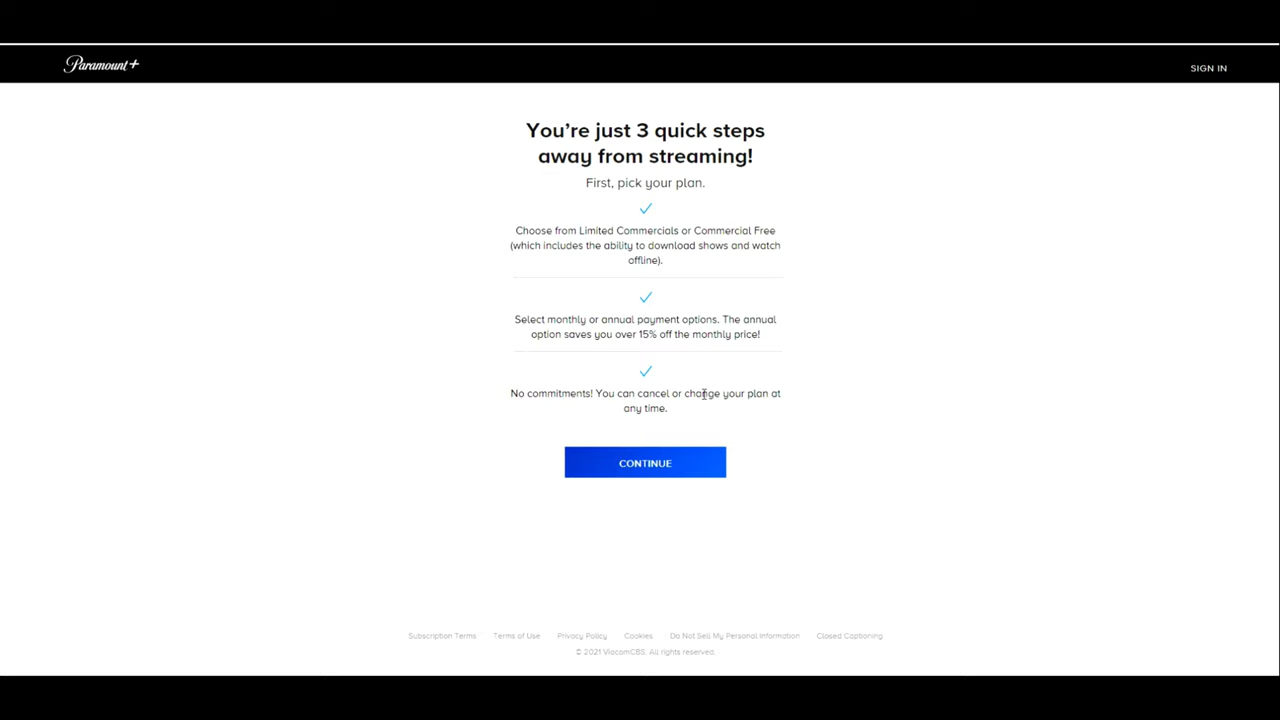 Paramount+
SIGN IN
You’re just 3 quick steps
away from streaming!
First, pick your plan.
Choose from Limited Commercials or Commercial Free
(which includes the ability to download shows and watch
offline).
Select monthly or annual payment options. The annual
option saves you over 15% off the monthly price!
No commitments! You can cancel or change your plan at
any time.
CONTINUE
Subscription Terms Terms of Use Privacy Policy Cookies Do Not Sell My Personal Information Closed Captioning
© 2021 ViacomCBS. All rights reserved.